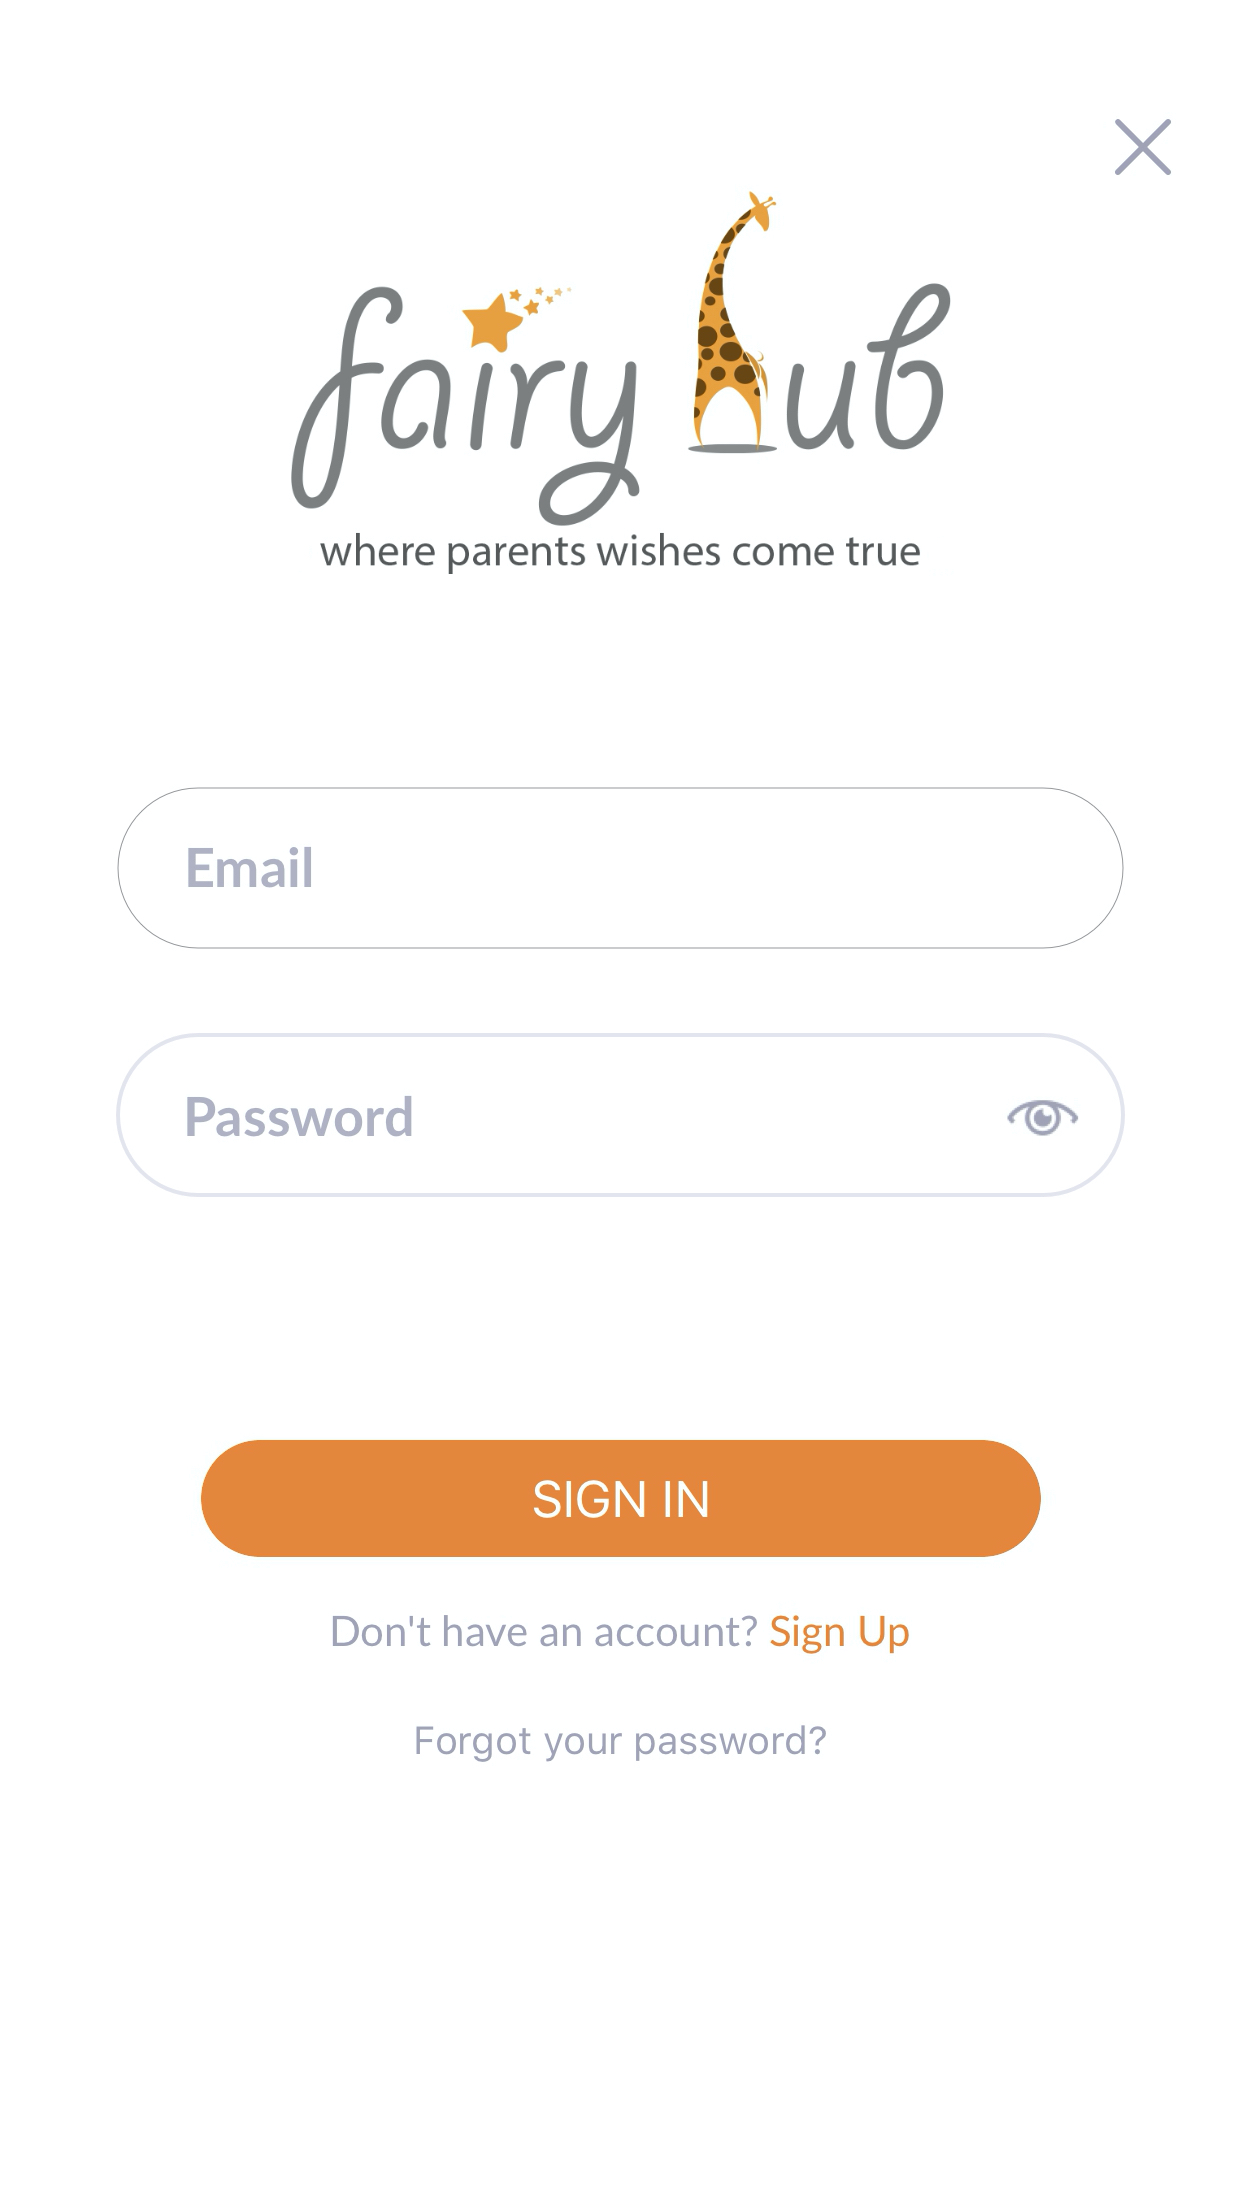 fairy hub
where parents wishes come true
Email
Password
SIGN IN
Don't have an account? Sign Up
Forgot your password?